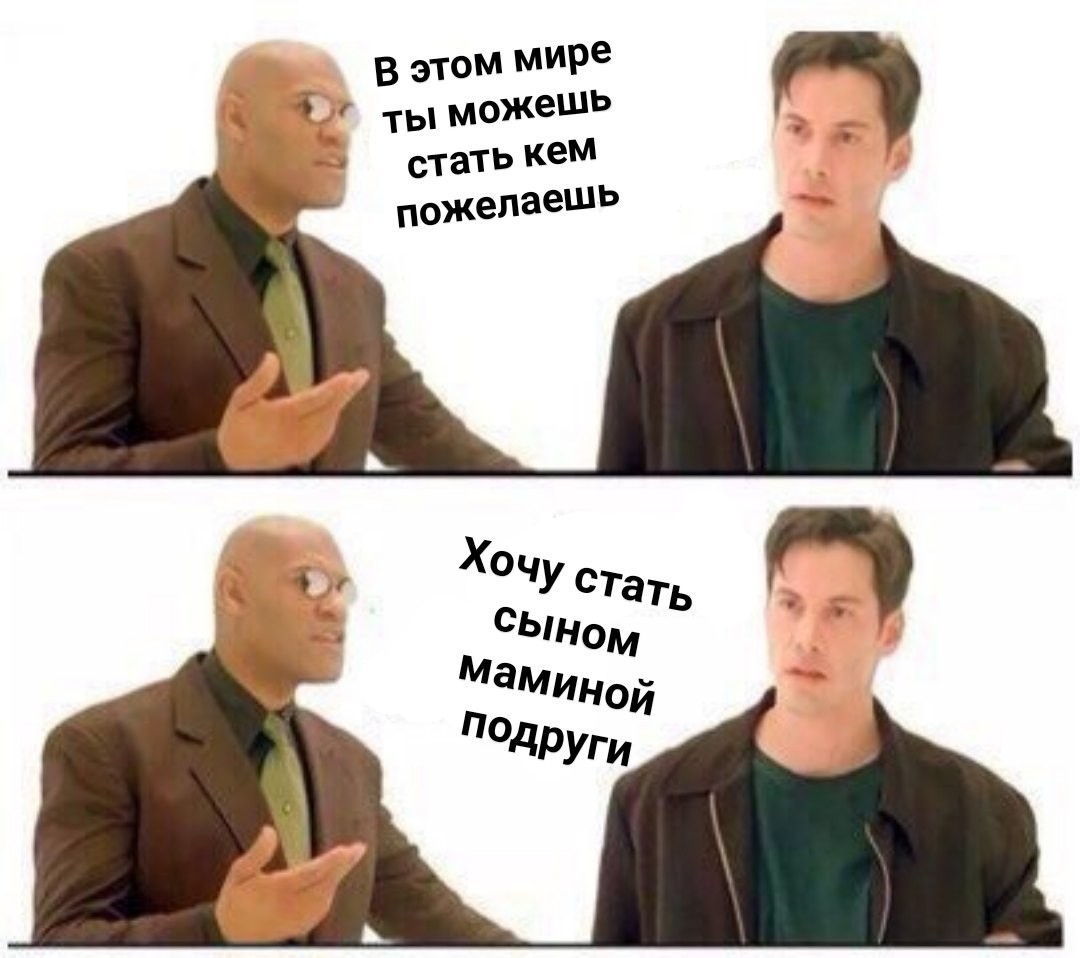 В этом мире
ты можешь
стать кем
пожелаешь
Хочу стать
сыном
маминой
подруги